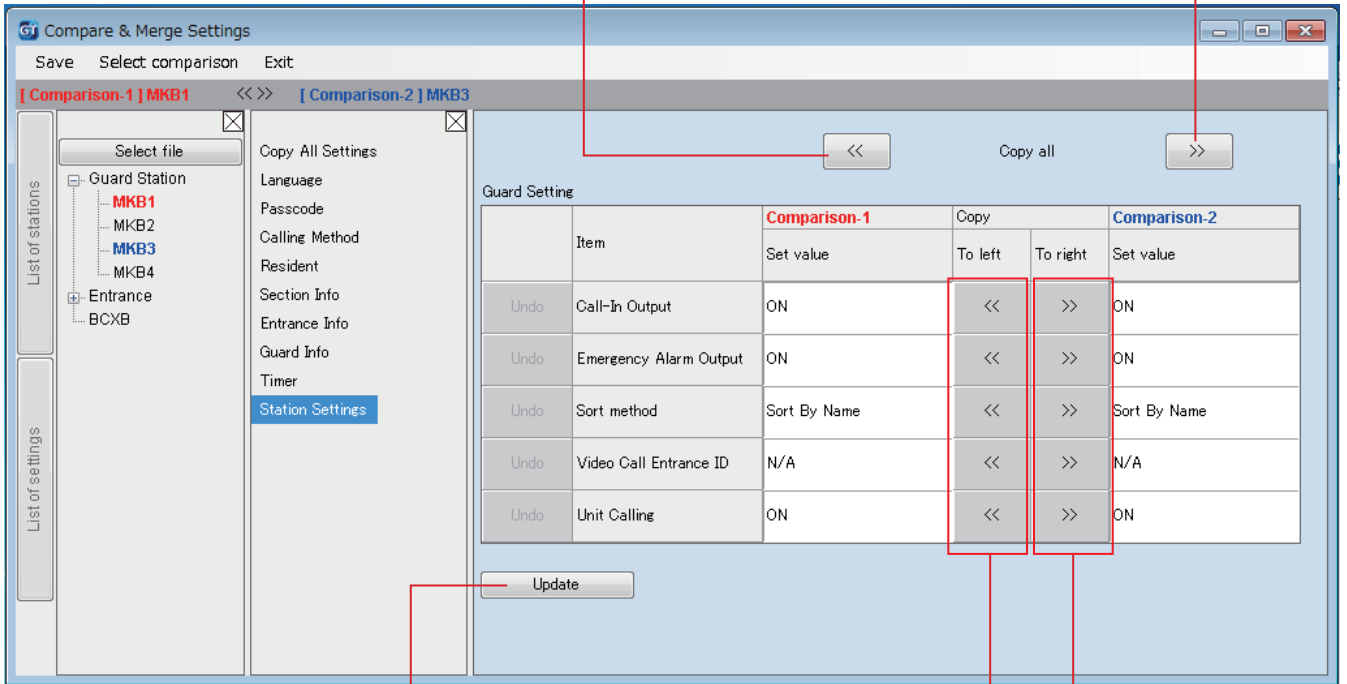 GT Compare & Merge Settings
Save Select comparison Exit
[ Comparison-1 ] MKB1 << >> [ Comparison-2 ] MKB3
List of stations
List of settings
Select file
Guard Station
MKB1
MKB2
MKB3
MKB4
Entrance
BCXB
Copy All Settings
Language
Passcode
Calling Method
Resident
Section Info
Entrance Info
Guard Info
Timer
Station Settings
<< Copy all >>
Guard Setting
Item Comparison-1 Copy Comparison-2
Set value To left To right Set value
Undo Call-In Output ON << >> ON
Undo Emergency Alarm Output ON << >> ON
Undo Sort method Sort By Name << >> Sort By Name
Undo Video Call Entrance ID N/A << >> N/A
Undo Unit Calling ON << >> ON
Update